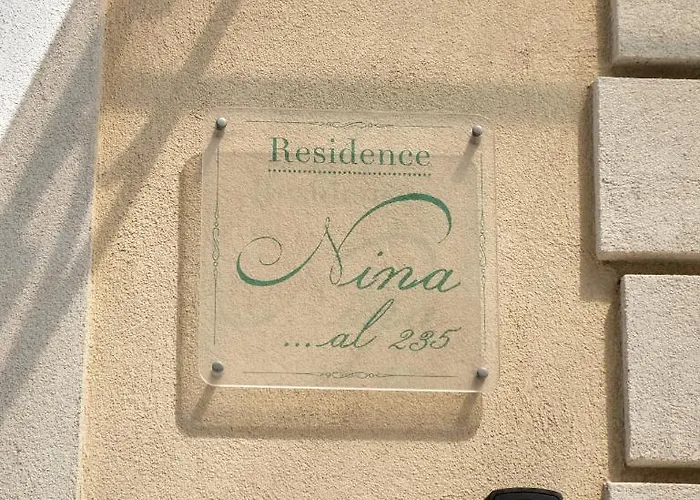 Residence
Nina
...al 235